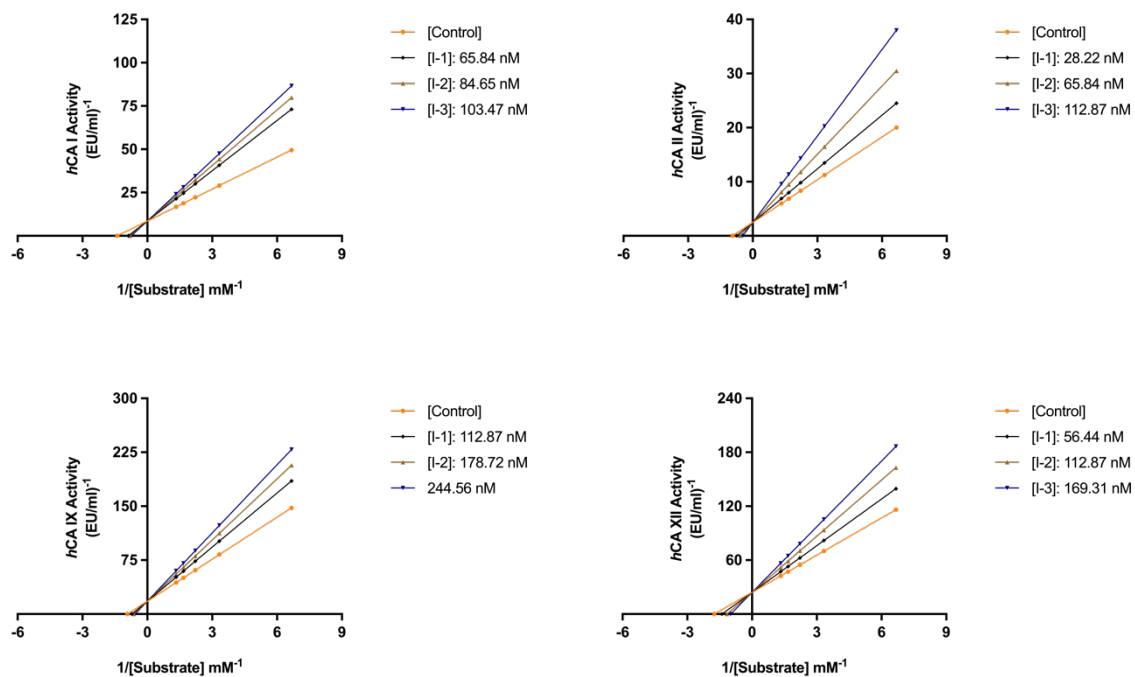 125
100
75
50
25
-6
-3
0
3
6
9
hCA I Activity
(EU/ml)-1
1/[Substrate] mM-1
[Control]
[I-1]: 65.84 nM
[I-2]: 84.65 nM
[I-3]: 103.47 nM
40
30
20
10
-6
-3
0
3
6
9
hCA II Activity
(EU/ml)-1
1/[Substrate] mM-1
[Control]
[I-1]: 28.22 nM
[I-2]: 65.84 nM
[I-3]: 112.87 nM
300
225
150
75
-6
-3
0
3
6
9
hCA IX Activity
(EU/ml)-1
1/[Substrate] mM-1
[Control]
[I-1]: 112.87 nM
[I-2]: 178.72 nM
244.56 nM
240
180
120
60
-6
-3
0
3
6
9
hCA XII Activity
(EU/ml)-1
1/[Substrate] mM-1
[Control]
[I-1]: 56.44 nM
[I-2]: 112.87 nM
[I-3]: 169.31 nM